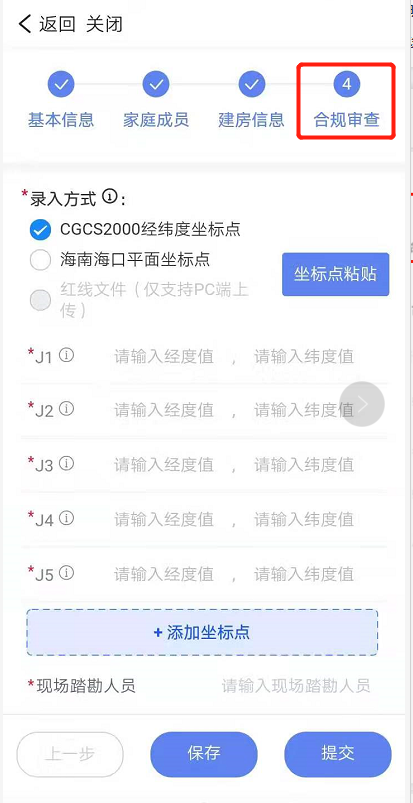 返回 关闭
4
基本信息 家庭成员 建房信息 合规审查
*录入方式 :
CGCS2000经纬度坐标点
海南海口平面坐标点
坐标点粘贴
红线文件（仅支持PC端上
传）
*J1 请输入经度值 , 请输入纬度值
*J2 请输入经度值 , 请输入纬度值
*J3 请输入经度值 , 请输入纬度值
*J4 请输入经度值 , 请输入纬度值
*J5 请输入经度值 , 请输入纬度值
+ 添加坐标点
*现场踏勘人员 请输入现场踏勘人员
上一步 保存 提交